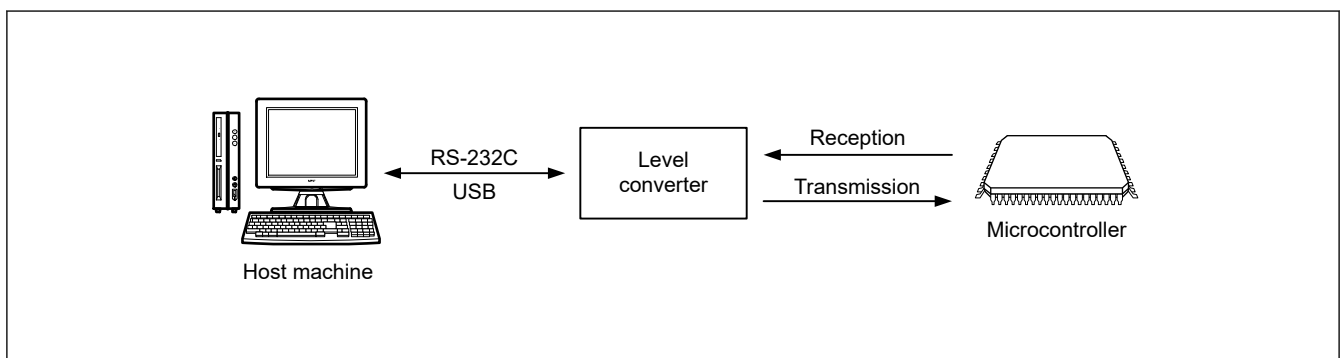 RS-232C
USB
Level
converter
Reception
Transmission
Microcontroller
Host machine